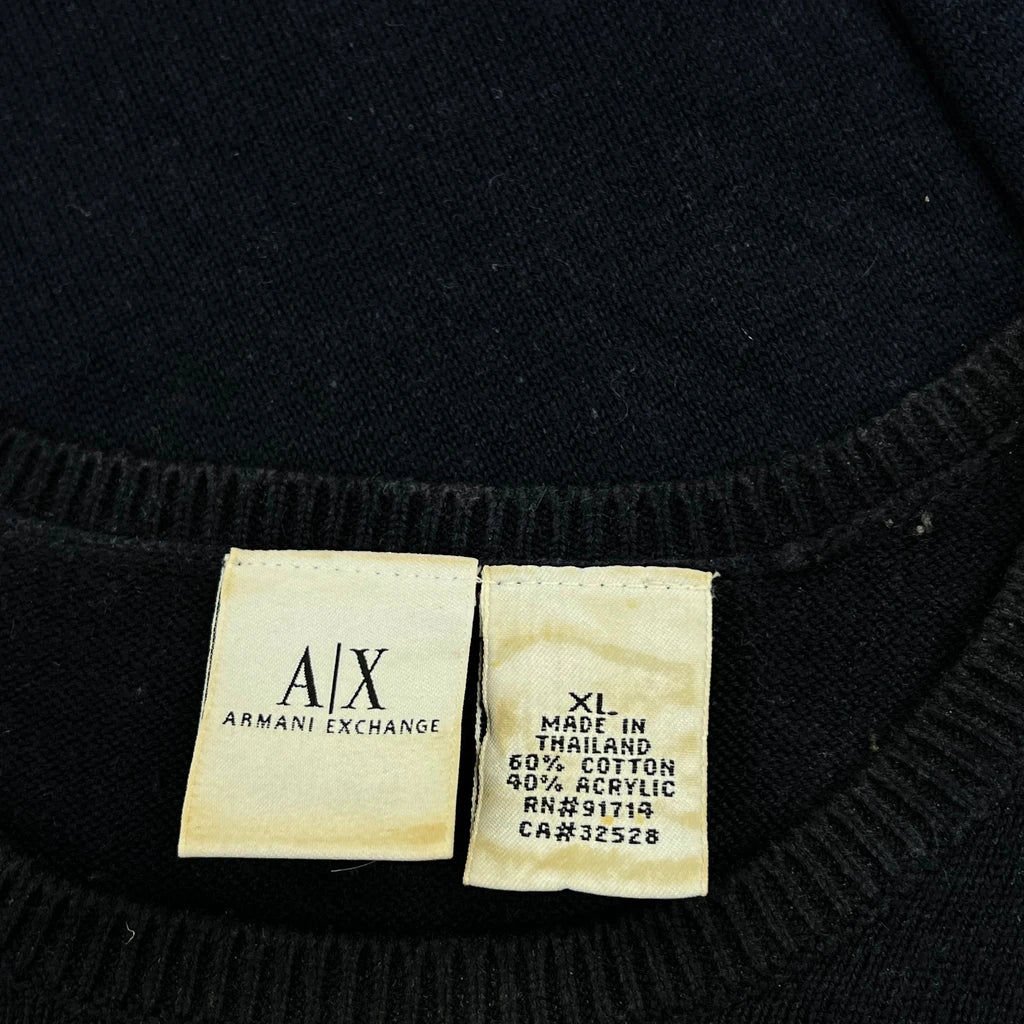 A|X
ARMANI EXCHANGE
XL
MADE IN
THAILAND
60% COTTON
40% ACRYLIC
RN#91714
CA#32528